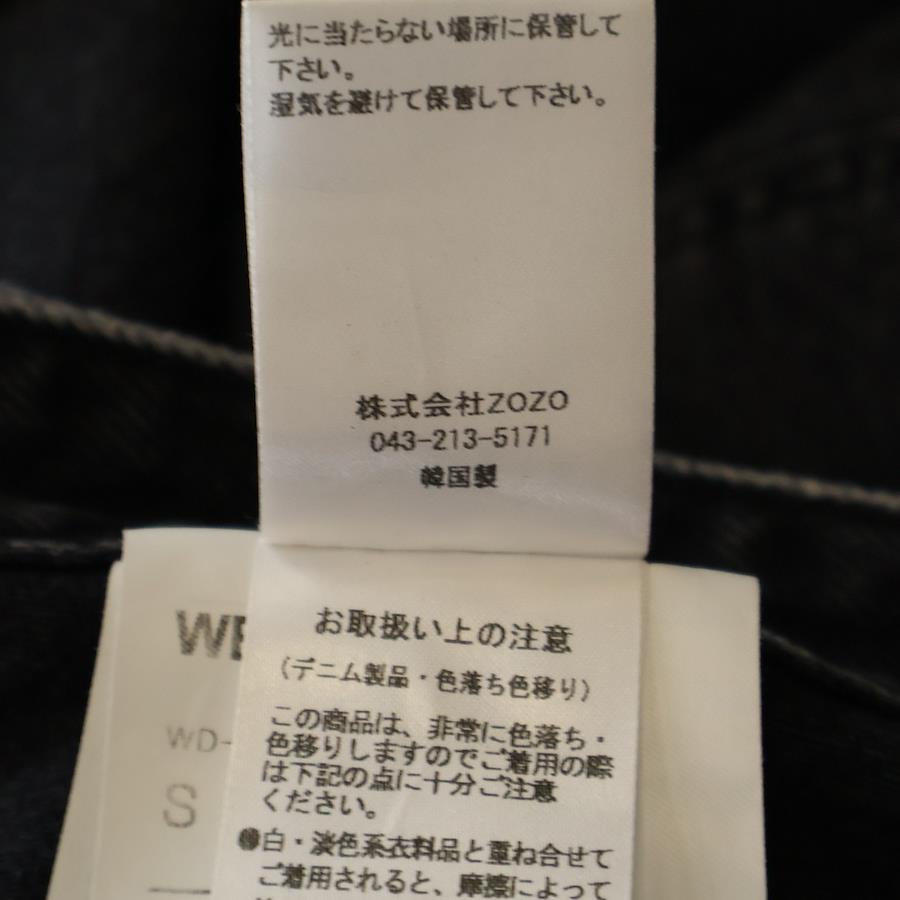 光に当たらない場所に保管して
下さい。
湿気を避けて保管して下さい。
株式会社ZOZO
043-213-5171
韓国製
お取扱い上の注意
(デニム製品・色落ち色移り)
この商品は、非常に色落ち・
色移りしますのでご着用の際
は下記の点に十分ご注意
ください。
●白・淡色系衣料品と重ね合せて
ご着用されると、摩擦によって
WE
WD-
S